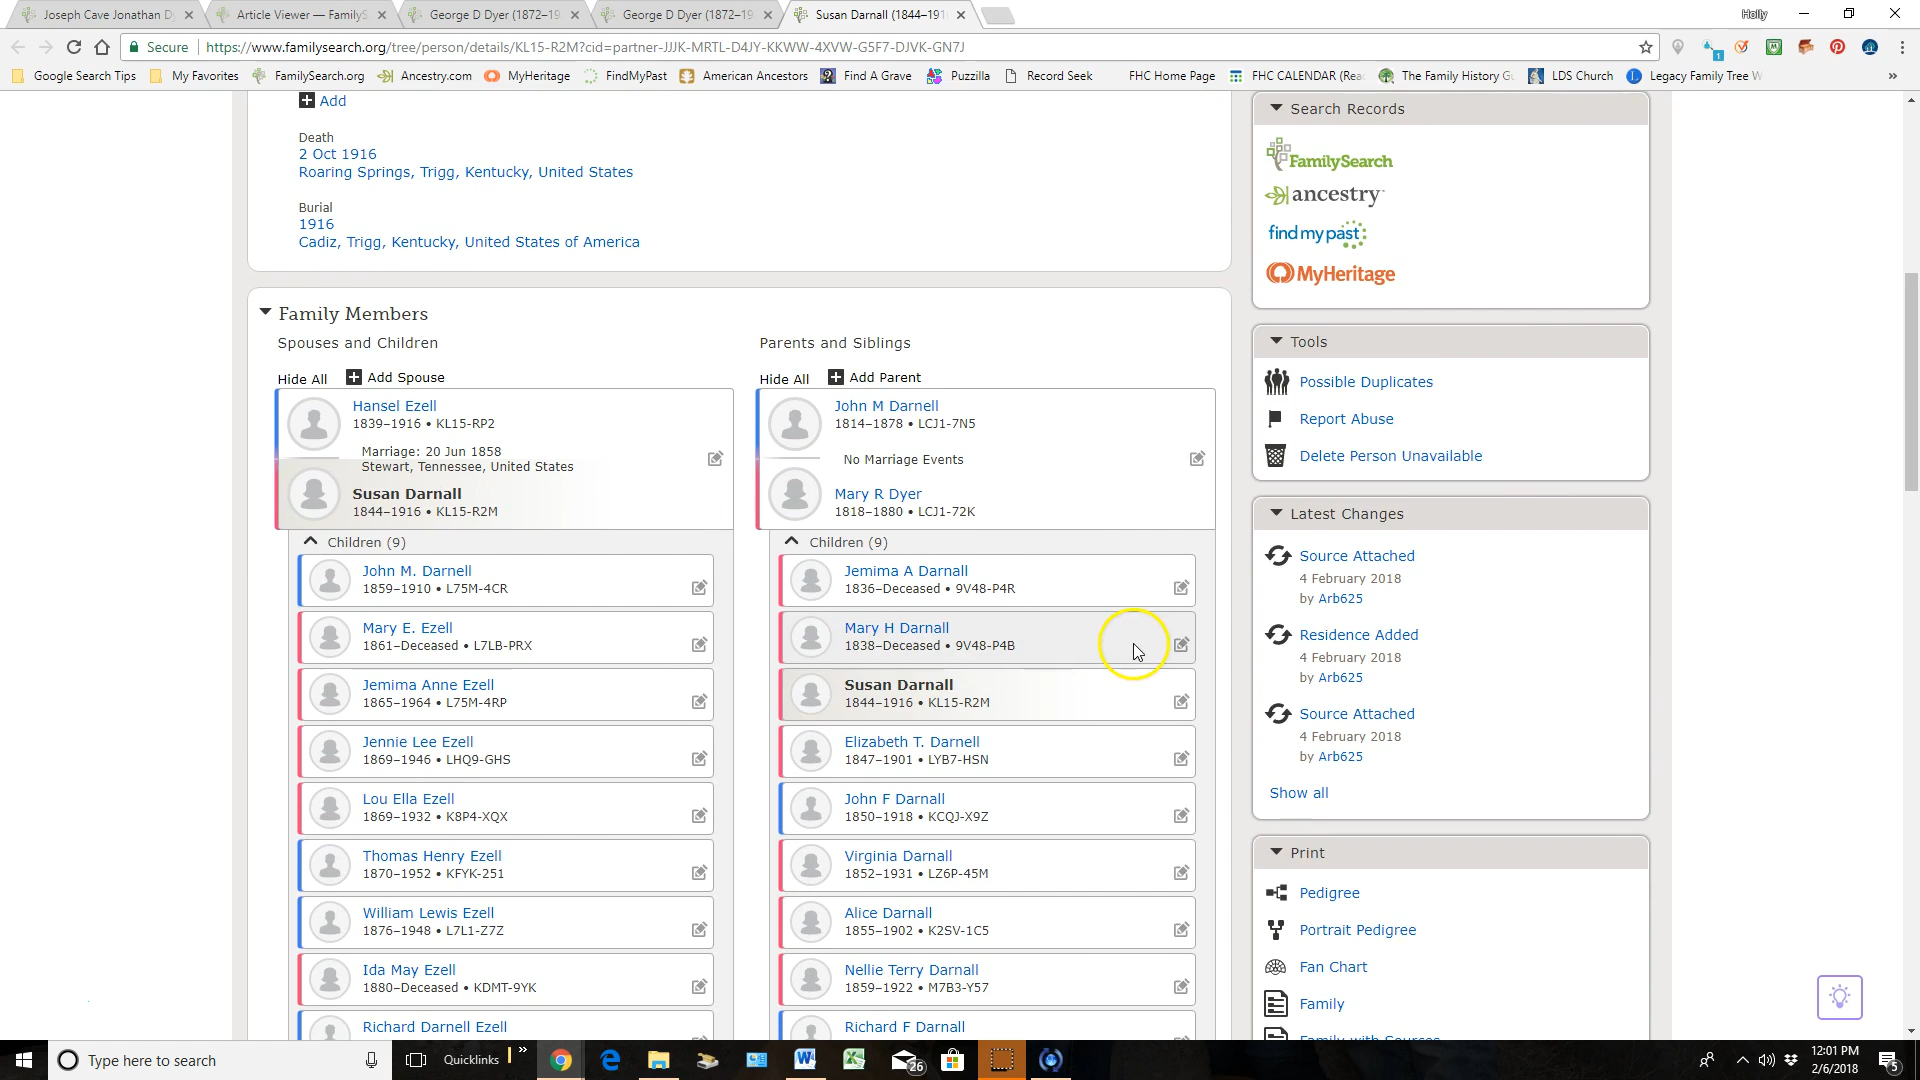 Joseph Cave Jonathan Dy
Article Viewer — FamilyS
George D Dyer (1872–19
George D Dyer (1872–19
Susan Darnall (1844–191
Holly
Secure
https://www.familysearch.org/tree/person/details/KL15-R2M?cid=partner-JJJK-MRTL-D4JY-KKWW-4XVW-G5F7-DJVK-GN7J
Google Search Tips
My Favorites
FamilySearch.org
Ancestry.com
MyHeritage
FindMyPast
American Ancestors
Find A Grave
Puzilla
Record Seek
FHC Home Page
FHC CALENDAR (Rea
The Family History Gu
LDS Church
Legacy Family Tree W
»
Add
Death
2 Oct 1916
Roaring Springs, Trigg, Kentucky, United States
Burial
1916
Cadiz, Trigg, Kentucky, United States of America
Family Members
Spouses and Children
Hide All
Add Spouse
Hansel Ezell
1839–1916 • KL15-RP2
Marriage: 20 Jun 1858
Stewart, Tennessee, United States
Susan Darnall
1844–1916 • KL15-R2M
Children (9)
John M. Darnell
1859–1910 • L75M-4CR
Mary E. Ezell
1861–Deceased • L7LB-PRX
Jemima Anne Ezell
1865–1964 • L75M-4RP
Jennie Lee Ezell
1869–1946 • LHQ9-GHS
Lou Ella Ezell
1869–1932 • K8P4-XQX
Thomas Henry Ezell
1870–1952 • KFYK-251
William Lewis Ezell
1876–1948 • L7L1-Z7Z
Ida May Ezell
1880–Deceased • KDMT-9YK
Richard Darnell Ezell
Parents and Siblings
Hide All
Add Parent
John M Darnell
1814–1878 • LCJ1-7N5
No Marriage Events
Mary R Dyer
1818–1880 • LCJ1-72K
Children (9)
Jemima A Darnall
1836–Deceased • 9V48-P4R
Mary H Darnall
1838–Deceased • 9V48-P4B
Susan Darnall
1844–1916 • KL15-R2M
Elizabeth T. Darnell
1847–1901 • LYB7-HSN
John F Darnall
1850–1918 • KCQJ-X9Z
Virginia Darnall
1852–1931 • LZ6P-45M
Alice Darnall
1855–1902 • K2SV-1C5
Nellie Terry Darnall
1859–1922 • M7B3-Y57
Richard F Darnall
Search Records
FamilySearch
ancestry
findmypast
MyHeritage
Tools
Possible Duplicates
Report Abuse
Delete Person Unavailable
Latest Changes
Source Attached
4 February 2018
by Arb625
Residence Added
4 February 2018
by Arb625
Source Attached
4 February 2018
by Arb625
Show all
Print
Pedigree
Portrait Pedigree
Fan Chart
Family
Family with Sources
Type here to search
Quicklinks
»
26
12:01 PM
2/6/2018
5